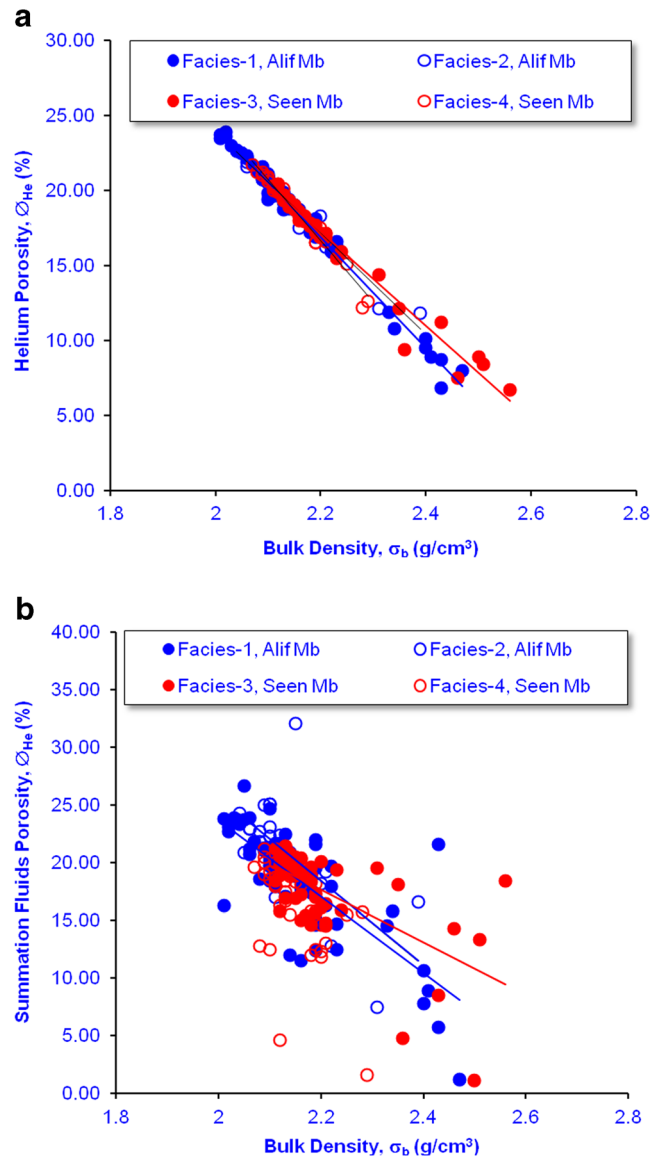 a
30.00
Facies-1, Alif Mb
Facies-2, Alif Mb
25.00
Facies-3, Seen Mb
Facies-4, Seen Mb
20.00
15.00
10.00
5.00
0.00
Helium Porosity, ∅He (%)
1.8 2 2.2 2.4 2.6 2.8
Bulk Density, σb (g/cm³)
b
40.00
Facies-1, Alif Mb
Facies-2, Alif Mb
35.00
Facies-3, Seen Mb
Facies-4, Seen Mb
30.00
25.00
20.00
15.00
10.00
5.00
0.00
Summation Fluids Porosity, ∅He (%)
1.8 2 2.2 2.4 2.6 2.8
Bulk Density, σb (g/cm³)